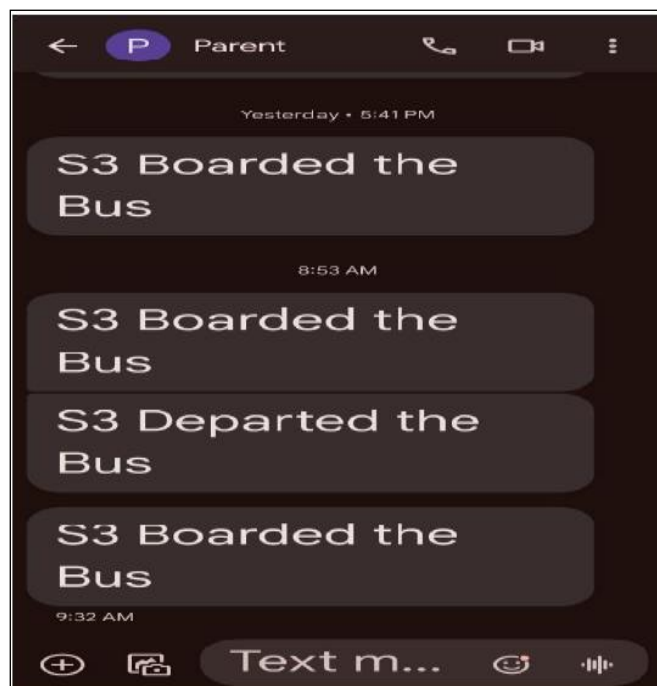 P Parent
Yesterday • 5:41 PM
S3 Boarded the
Bus
8:53 AM
S3 Boarded the
Bus
S3 Departed the
Bus
S3 Boarded the
Bus
9:32 AM
Text m...